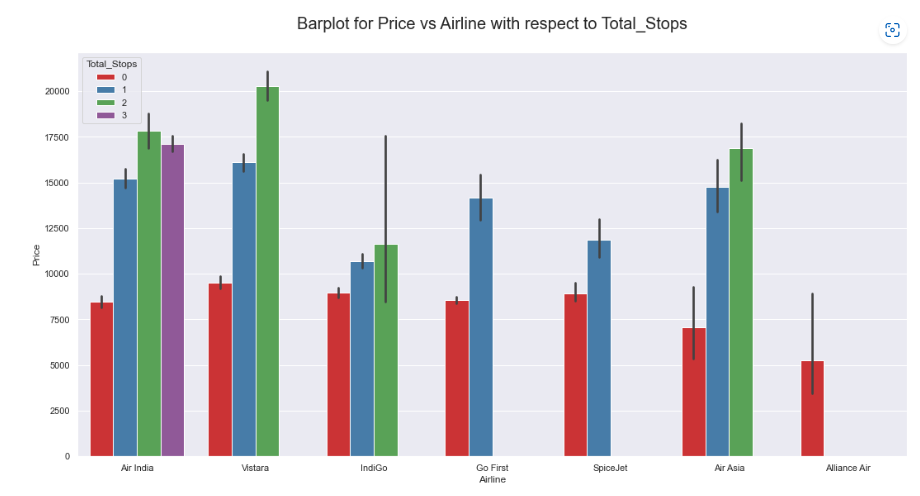 Barplot for Price vs Airline with respect to Total_Stops
Total_Stops
0
1
2
3
20000
17500
15000
12500
10000
7500
5000
2500
0
Price
Air India Vistara IndiGo Go First SpiceJet Air Asia Alliance Air
Airline